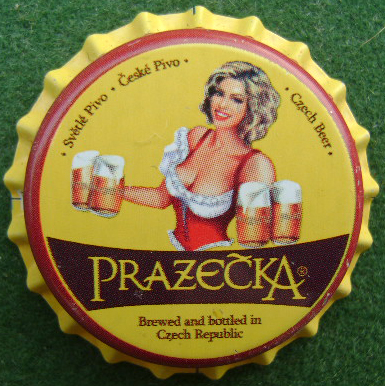 • Světlé Pivo • České Pivo •
• Czech Beer •
PRAŽEČKA®
Brewed and bottled in
Czech Republic